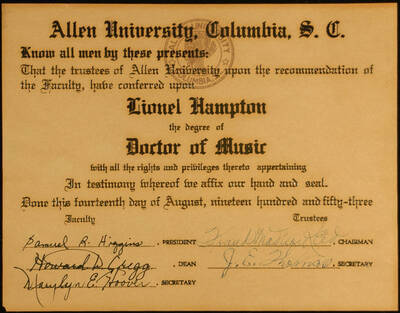 Allen University, Columbia, S. C.
Know all men by these presents:
That the trustees of Allen University upon the recommendation of
the Faculty, have conferred upon
Lionel Hampton
the degree of
Doctor of Music
with all the rights and privileges thereto appertaining
In testimony whereof we affix our hand and seal.
Done this fourteenth day of August, nineteen hundred and fifty-three
Faculty Trustees
Samuel R. Higgins, PRESIDENT CHAIRMAN
Howard D. Gregg, DEAN SECRETARY
Marylyn E. Hoover, SECRETARY